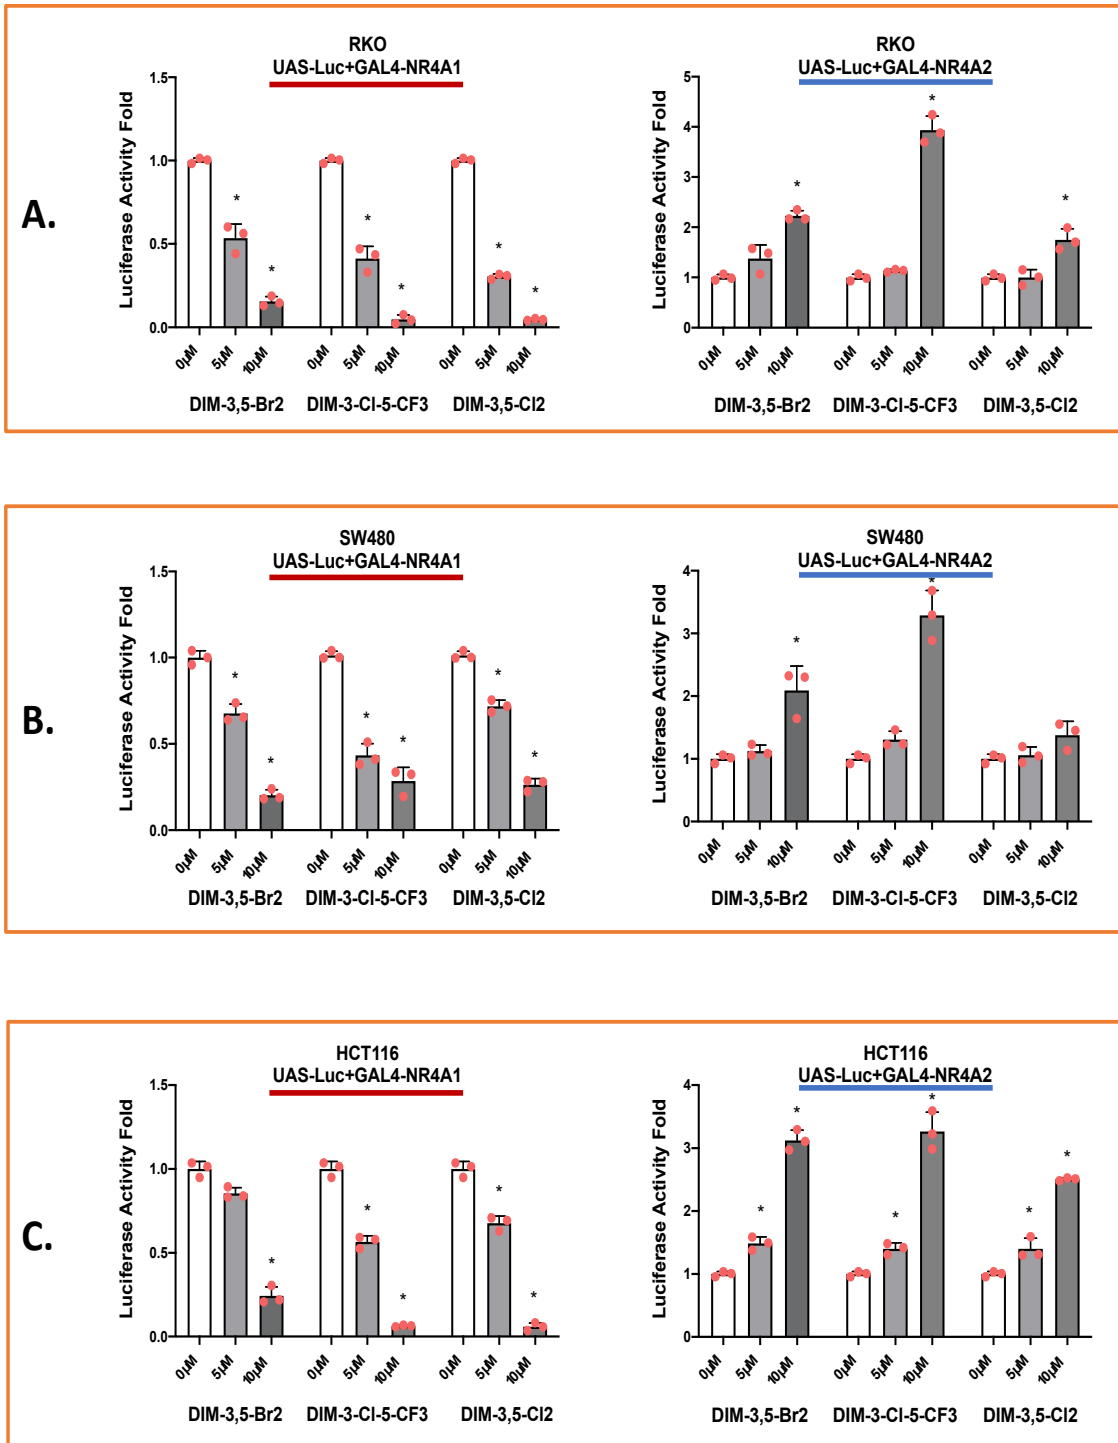 A.
RKO
UAS-Luc+GAL4-NR4A1
Luciferase Activity Fold
1.5
1.0
0.5
0.0
* * * * * *
0μM 5μM 10μM 0μM 5μM 10μM 0μM 5μM 10μM
DIM-3,5-Br2 DIM-3-Cl-5-CF3 DIM-3,5-Cl2
RKO
UAS-Luc+GAL4-NR4A2
Luciferase Activity Fold
5
4
3
2
1
0
* * *
0μM 5μM 10μM 0μM 5μM 10μM 0μM 5μM 10μM
DIM-3,5-Br2 DIM-3-Cl-5-CF3 DIM-3,5-Cl2
B.
SW480
UAS-Luc+GAL4-NR4A1
Luciferase Activity Fold
1.5
1.0
0.5
0.0
* * * * * *
0μM 5μM 10μM 0μM 5μM 10μM 0μM 5μM 10μM
DIM-3,5-Br2 DIM-3-Cl-5-CF3 DIM-3,5-Cl2
SW480
UAS-Luc+GAL4-NR4A2
Luciferase Activity Fold
4
3
2
1
0
* *
0μM 5μM 10μM 0μM 5μM 10μM 0μM 5μM 10μM
DIM-3,5-Br2 DIM-3-Cl-5-CF3 DIM-3,5-Cl2
C.
HCT116
UAS-Luc+GAL4-NR4A1
Luciferase Activity Fold
1.5
1.0
0.5
0.0
* * * * *
0μM 5μM 10μM 0μM 5μM 10μM 0μM 5μM 10μM
DIM-3,5-Br2 DIM-3-Cl-5-CF3 DIM-3,5-Cl2
HCT116
UAS-Luc+GAL4-NR4A2
Luciferase Activity Fold
4
3
2
1
0
* * * * * *
0μM 5μM 10μM 0μM 5μM 10μM 0μM 5μM 10μM
DIM-3,5-Br2 DIM-3-Cl-5-CF3 DIM-3,5-Cl2